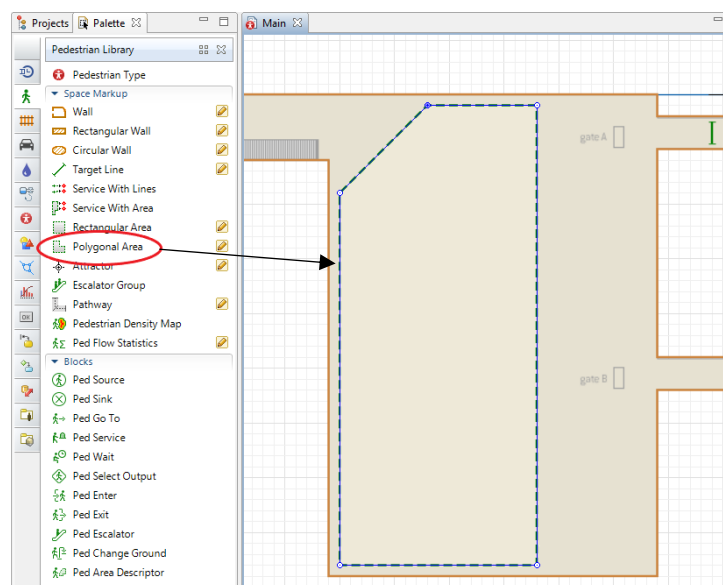 Projects
Palette
Main
Pedestrian Library
Pedestrian Type
Space Markup
Wall
Rectangular Wall
Circular Wall
Target Line
Service With Lines
Service With Area
Rectangular Area
Polygonal Area
Attractor
Escalator Group
Pathway
Pedestrian Density Map
Ped Flow Statistics
Blocks
Ped Source
Ped Sink
Ped Go To
Ped Service
Ped Wait
Ped Select Output
Ped Enter
Ped Exit
Ped Escalator
Ped Change Ground
Ped Area Descriptor
OK
gate A
gate B